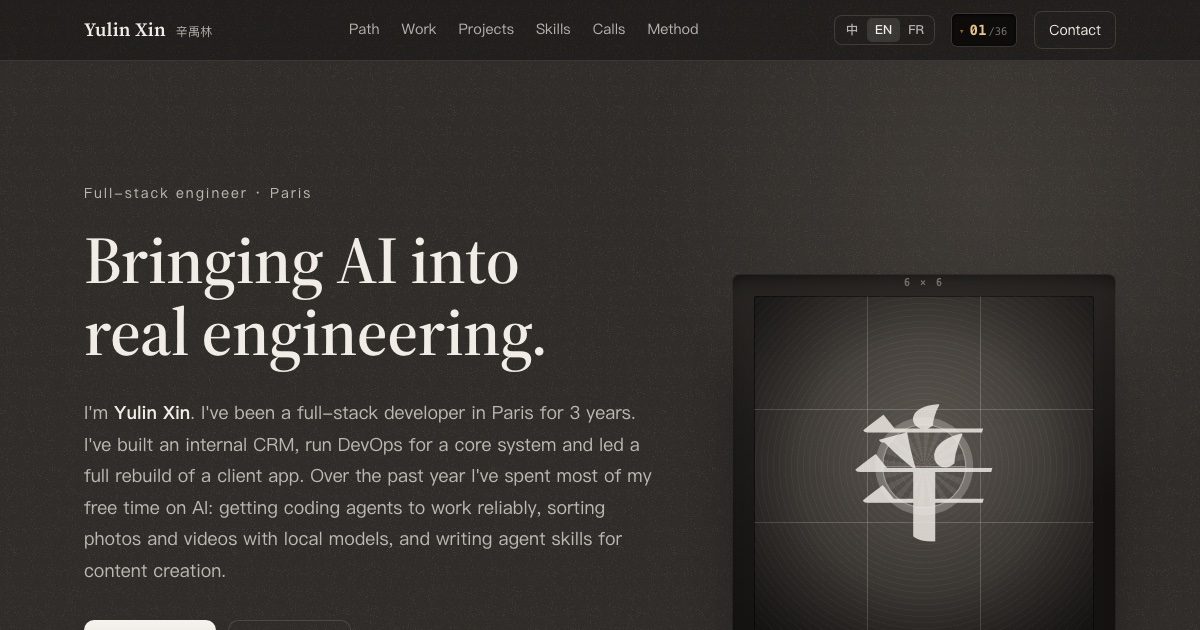 Yulin Xin 辛禹林
Path Work Projects Skills Calls Method
中 EN FR
01/36
Contact
Full-stack engineer · Paris
Bringing AI into
real engineering.
6 × 6
I'm Yulin Xin. I've been a full-stack developer in Paris for 3 years.
I've built an internal CRM, run DevOps for a core system and led a
full rebuild of a client app. Over the past year I've spent most of my
free time on AI: getting coding agents to work reliably, sorting
photos and videos with local models, and writing agent skills for
content creation.
辛